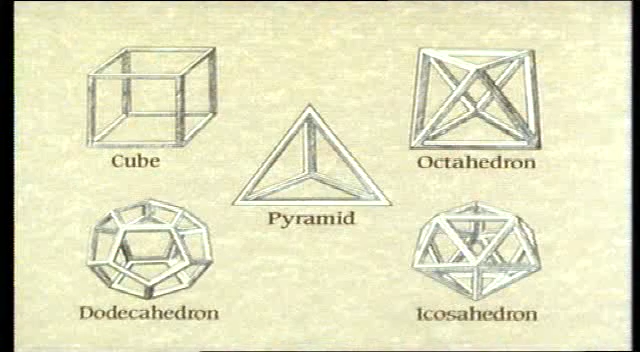 Cube
Octahedron
Pyramid
Dodecahedron
Icosahedron